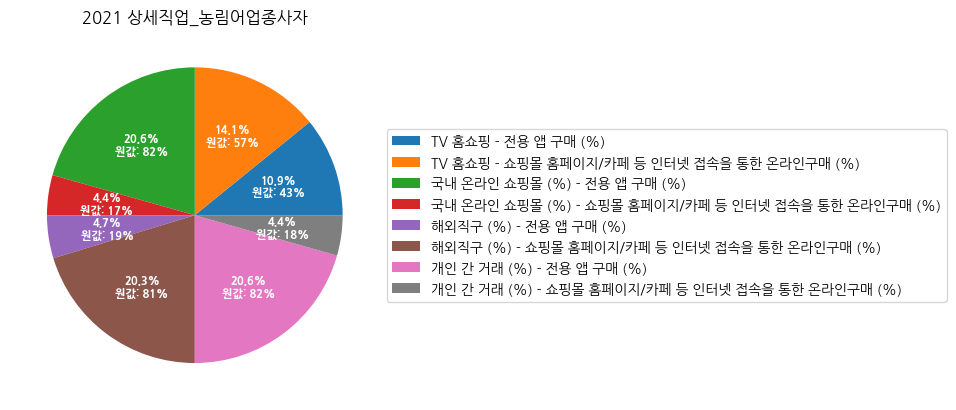 2021 상세직업_농림어업종사자
14.1%
원값: 57%
20.6%
원값: 82%
10.9%
원값: 43%
4.4%
원값: 17%
4.7%
원값: 19%
4.4%
원값: 18%
20.3%
원값: 81%
20.6%
원값: 82%
TV 홈쇼핑 - 전용 앱 구매 (%)
TV 홈쇼핑 - 쇼핑몰 홈페이지/카페 등 인터넷 접속을 통한 온라인구매 (%)
국내 온라인 쇼핑몰 (%) - 전용 앱 구매 (%)
국내 온라인 쇼핑몰 (%) - 쇼핑몰 홈페이지/카페 등 인터넷 접속을 통한 온라인구매 (%)
해외직구 (%) - 전용 앱 구매 (%)
해외직구 (%) - 쇼핑몰 홈페이지/카페 등 인터넷 접속을 통한 온라인구매 (%)
개인 간 거래 (%) - 전용 앱 구매 (%)
개인 간 거래 (%) - 쇼핑몰 홈페이지/카페 등 인터넷 접속을 통한 온라인구매 (%)